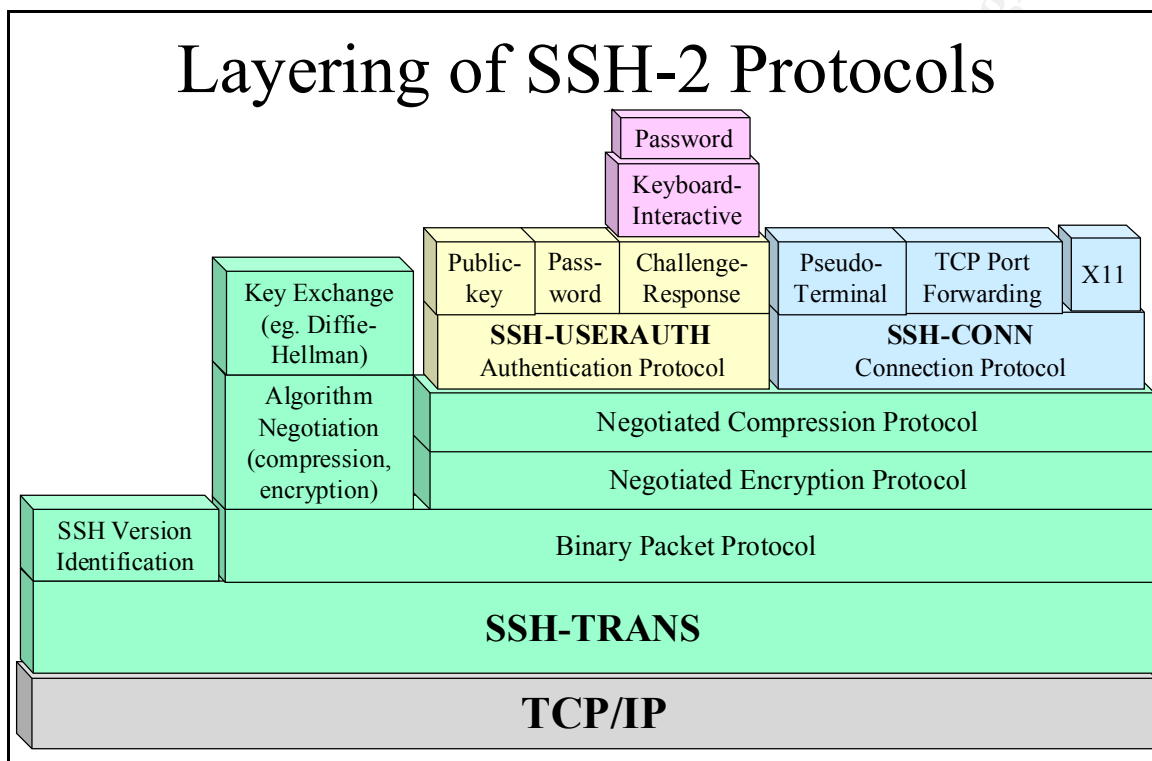 Layering of SSH-2 Protocols
Password
Keyboard-
Interactive
Public-
key
Pass-
word
Challenge-
Response
Pseudo-
Terminal
TCP Port
Forwarding
X11
Key Exchange
(eg. Diffie-
Hellman)
SSH-USERAUTH
Authentication Protocol
SSH-CONN
Connection Protocol
Algorithm
Negotiation
(compression,
encryption)
Negotiated Compression Protocol
Negotiated Encryption Protocol
SSH Version
Identification
Binary Packet Protocol
SSH-TRANS
TCP/IP